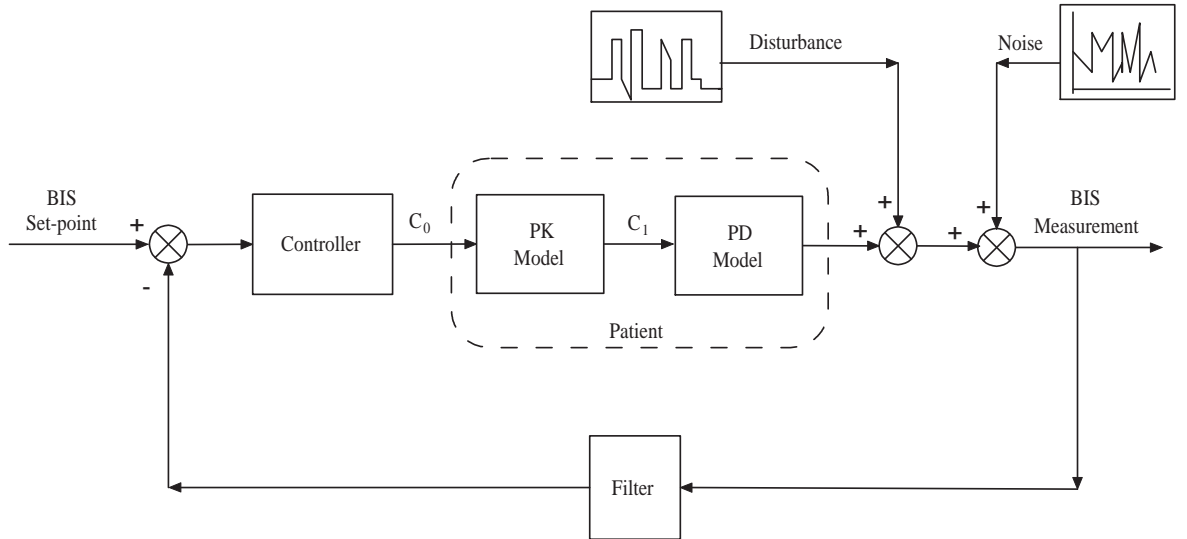 Disturbance
Noise
BIS
Set-point
+
-
Controller
C₀
PK
Model
C₁
PD
Model
Patient
+
+
+
+
BIS
Measurement
Filter